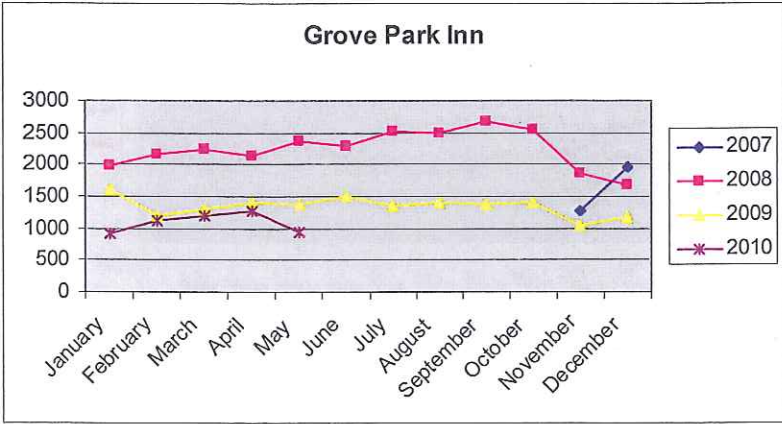 Grove Park Inn
3000
2500
2000
1500
1000
500
0
January
February
March
April
May
June
July
August
September
October
November
December
2007
2008
2009
2010